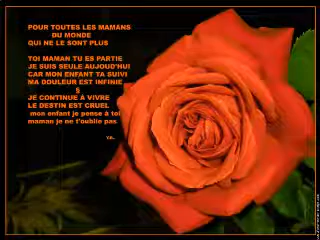 POUR TOUTES LES MAMANS
DU MONDE
QUI NE LE SONT PLUS
TOI MAMAN TU ES PARTIE
JE SUIS SEULE AUJOUD'HUI
CAR MON ENFANT TA SUIVI
MA DOULEUR EST INFINIE
§
JE CONTINUE A VIVRE
LE DESTIN EST CRUEL
mon enfant je pense à toi
maman je ne t'oublie pas